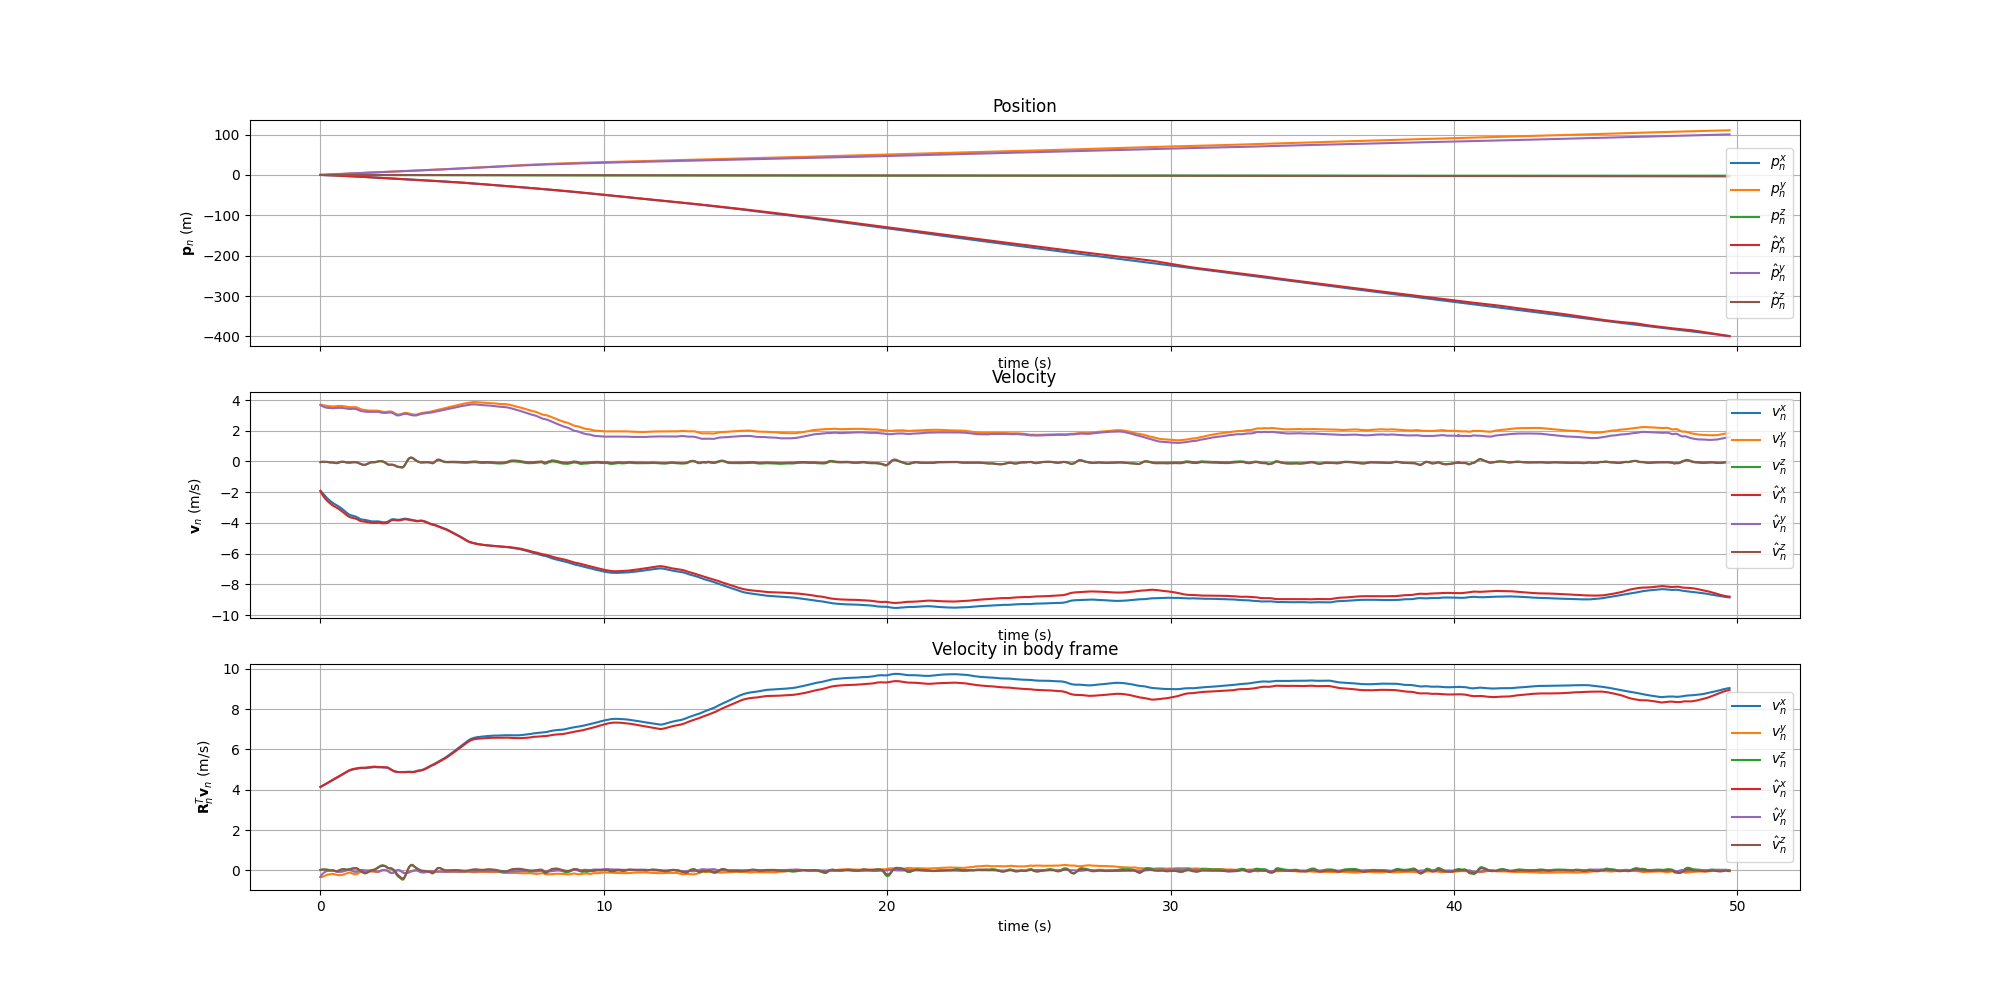 Position
100
0
−100
−200
−300
−400
p_n (m)
p_n^x
p_n^y
p_n^z
p̂_n^x
p̂_n^y
p̂_n^z
time (s)
Velocity
4
2
0
−2
−4
−6
−8
−10
v_n (m/s)
v_n^x
v_n^y
v_n^z
v̂_n^x
v̂_n^y
v̂_n^z
time (s)
Velocity in body frame
10
8
6
4
2
0
R_n^T v_n (m/s)
v_n^x
v_n^y
v_n^z
v̂_n^x
v̂_n^y
v̂_n^z
0 10 20 30 40 50
time (s)